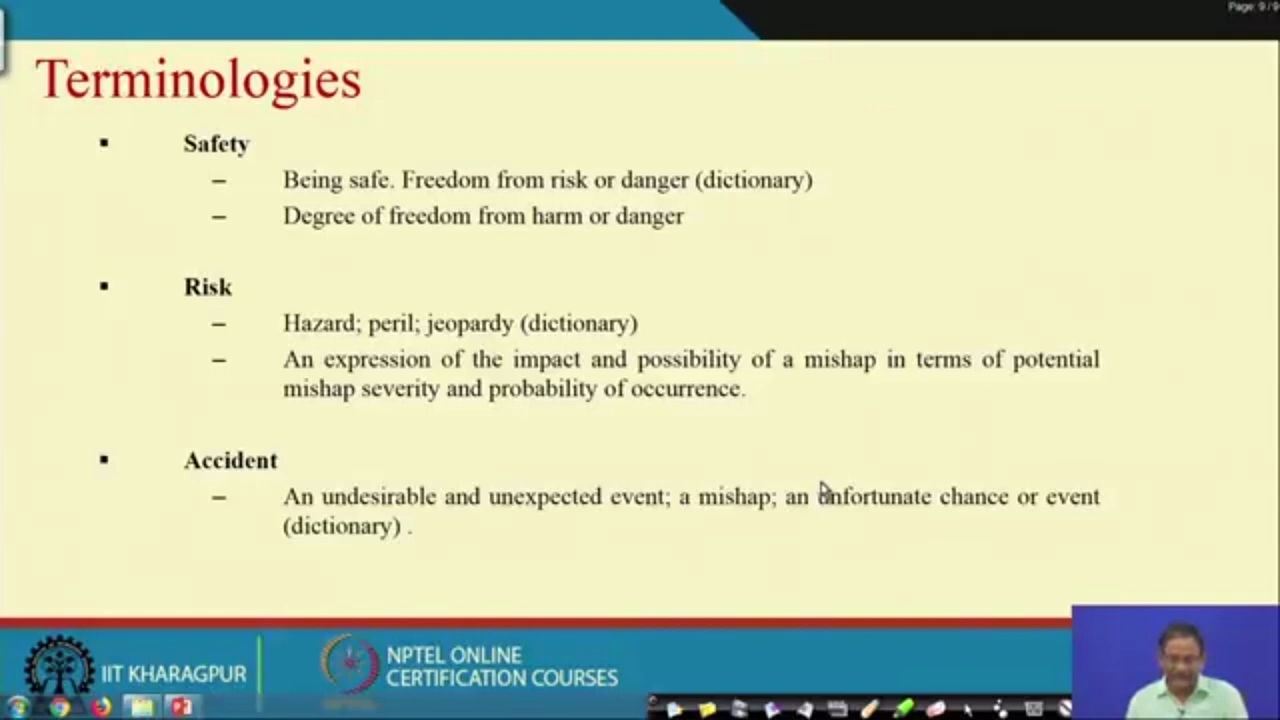 Page: 9 / 9
Terminologies
▪ Safety
– Being safe. Freedom from risk or danger (dictionary)
– Degree of freedom from harm or danger
▪ Risk
– Hazard; peril; jeopardy (dictionary)
– An expression of the impact and possibility of a mishap in terms of potential
mishap severity and probability of occurrence.
▪ Accident
– An undesirable and unexpected event; a mishap; an unfortunate chance or event
(dictionary) .
IIT KHARAGPUR
NPTEL ONLINE
CERTIFICATION COURSES